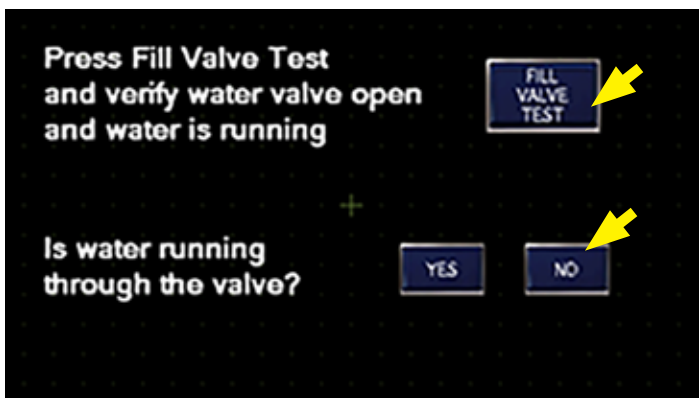 Press Fill Valve Test
and verify water valve open
and water is running
FILL
VALVE
TEST
Is water running
through the valve?
YES
NO